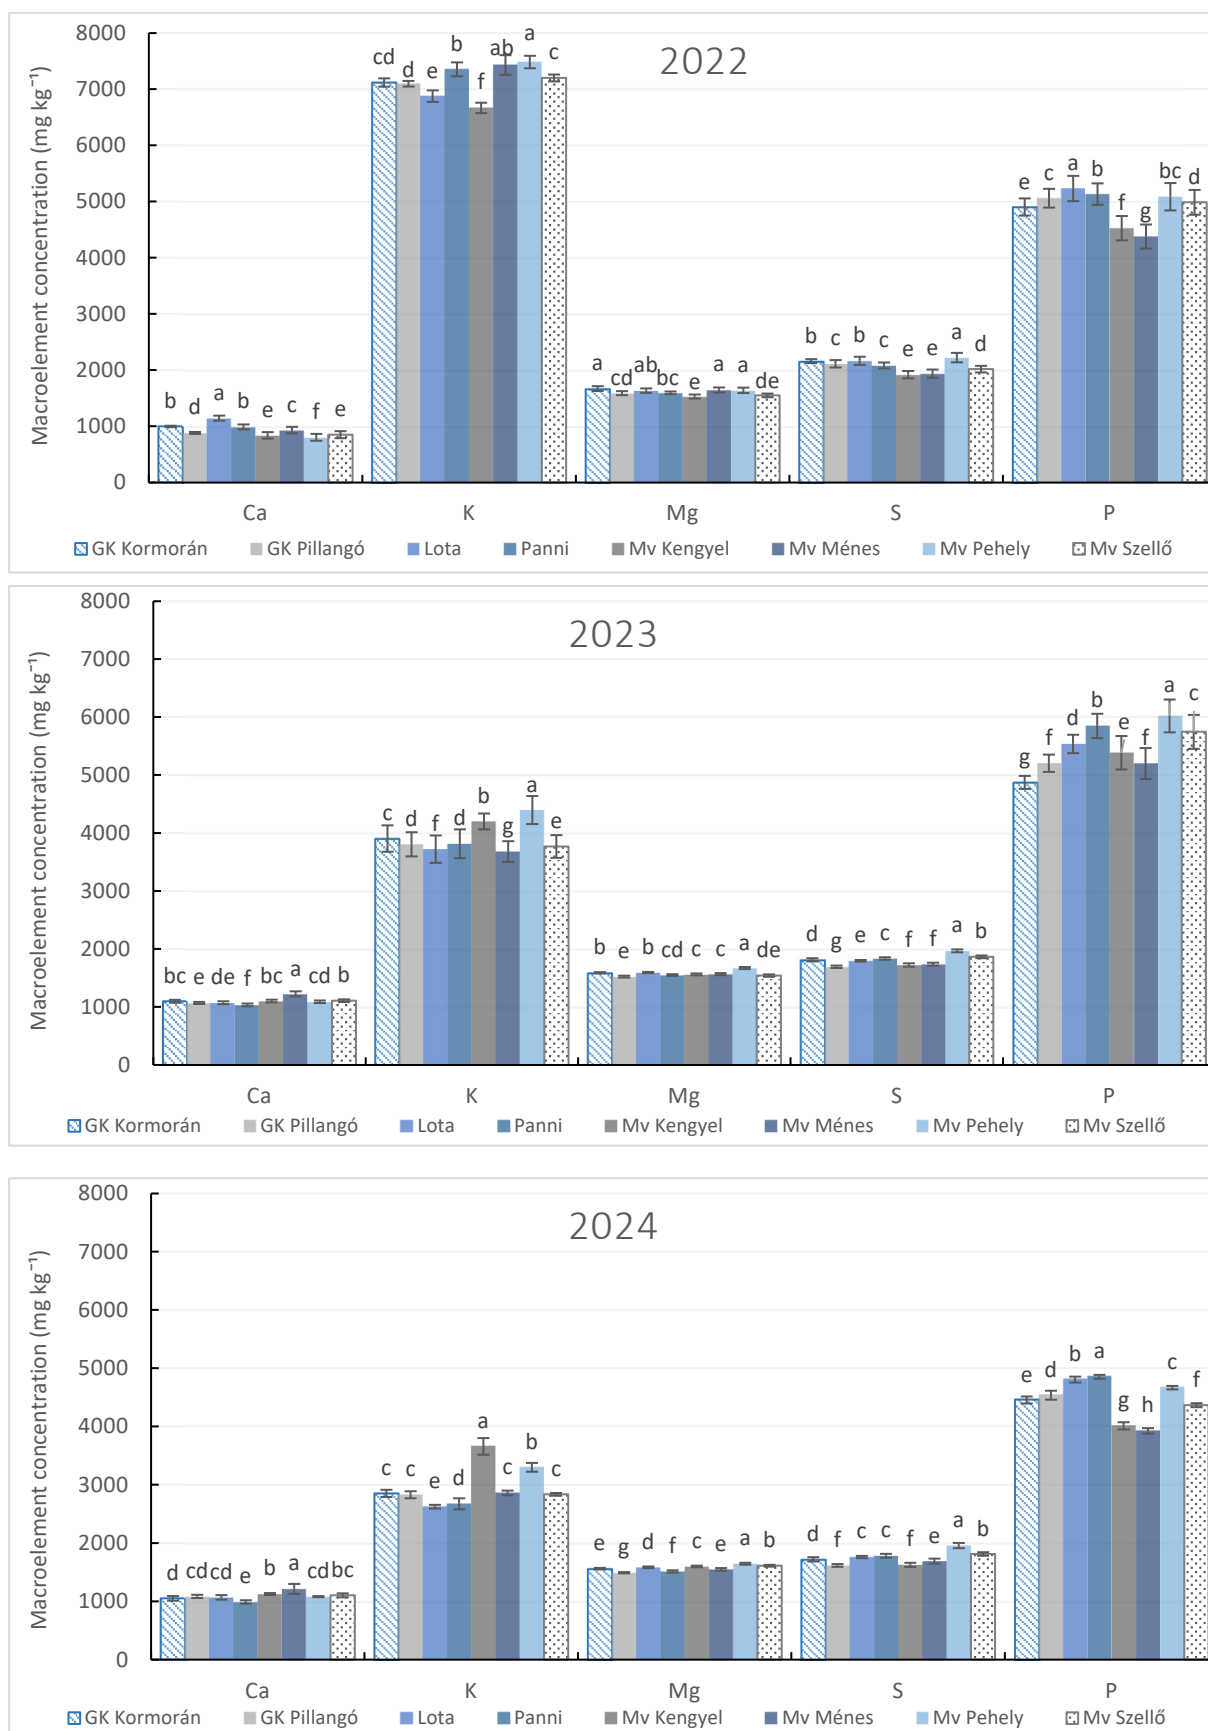 2022
Macroelement concentration (mg kg⁻¹)
8000
7000
6000
5000
4000
3000
2000
1000
0
b d a b e c f e
cd d e b f ab a c
a cd ab bc e a a de
b c b c e e a d
e c a b f g bc d
Ca K Mg S P
GK Kormorán GK Pillangó Lota Panni Mv Kengyel Mv Ménes Mv Pehely Mv Szellő
2023
Macroelement concentration (mg kg⁻¹)
8000
7000
6000
5000
4000
3000
2000
1000
0
bc e de f bc a cd b
c d f d b g a e
b e b cd c c a de
d g e c f f a b
g f d b e f a c
Ca K Mg S P
GK Kormorán GK Pillangó Lota Panni Mv Kengyel Mv Ménes Mv Pehely Mv Szellő
2024
Macroelement concentration (mg kg⁻¹)
8000
7000
6000
5000
4000
3000
2000
1000
0
d cd cd e b a cd bc
c c e d a c b c
e g d f c e a b
d f c c f e a b
e d b a g h c f
Ca K Mg S P
GK Kormorán GK Pillangó Lota Panni Mv Kengyel Mv Ménes Mv Pehely Mv Szellő